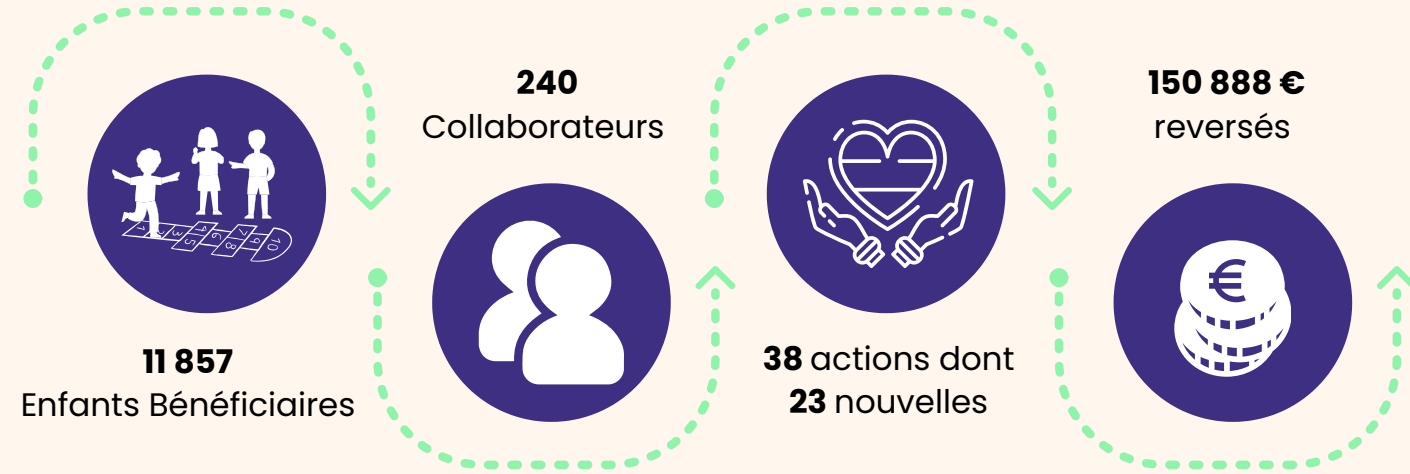 11 857
Enfants Bénéficiaires
240
Collaborateurs
38 actions dont
23 nouvelles
150 888 €
reversés